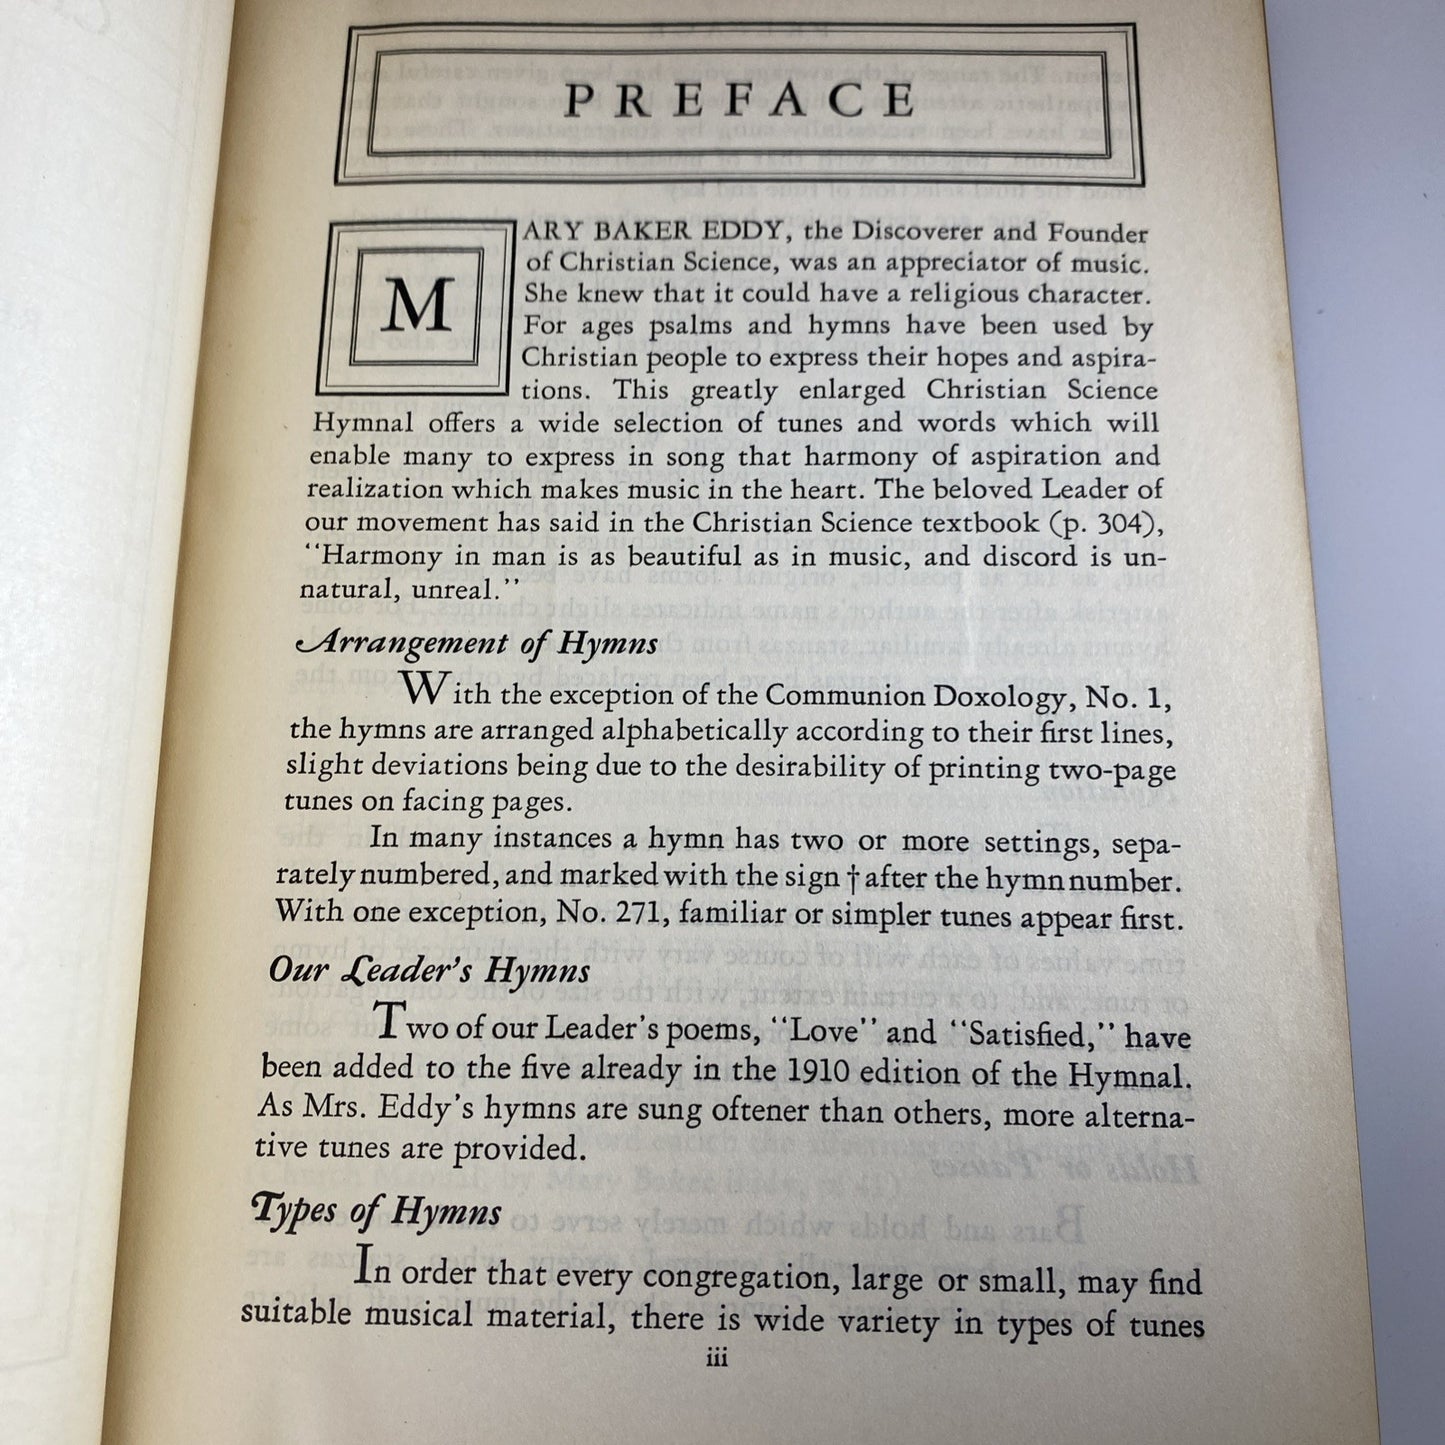 PREFACE
MARY BAKER EDDY, the Discoverer and Founder
of Christian Science, was an appreciator of music.
She knew that it could have a religious character.
For ages psalms and hymns have been used by
Christian people to express their hopes and aspira-
tions. This greatly enlarged Christian Science
Hymnal offers a wide selection of tunes and words which will
enable many to express in song that harmony of aspiration and
realization which makes music in the heart. The beloved Leader of
our movement has said in the Christian Science textbook (p. 304),
“Harmony in man is as beautiful as in music, and discord is un-
natural, unreal.”
Arrangement of Hymns
With the exception of the Communion Doxology, No. 1,
the hymns are arranged alphabetically according to their first lines,
slight deviations being due to the desirability of printing two-page
tunes on facing pages.
In many instances a hymn has two or more settings, sepa-
rately numbered, and marked with the sign † after the hymn number.
With one exception, No. 271, familiar or simpler tunes appear first.
Our Leader's Hymns
Two of our Leader's poems, “Love” and “Satisfied,” have
been added to the five already in the 1910 edition of the Hymnal.
As Mrs. Eddy's hymns are sung oftener than others, more alterna-
tive tunes are provided.
Types of Hymns
In order that every congregation, large or small, may find
suitable musical material, there is wide variety in types of tunes
iii